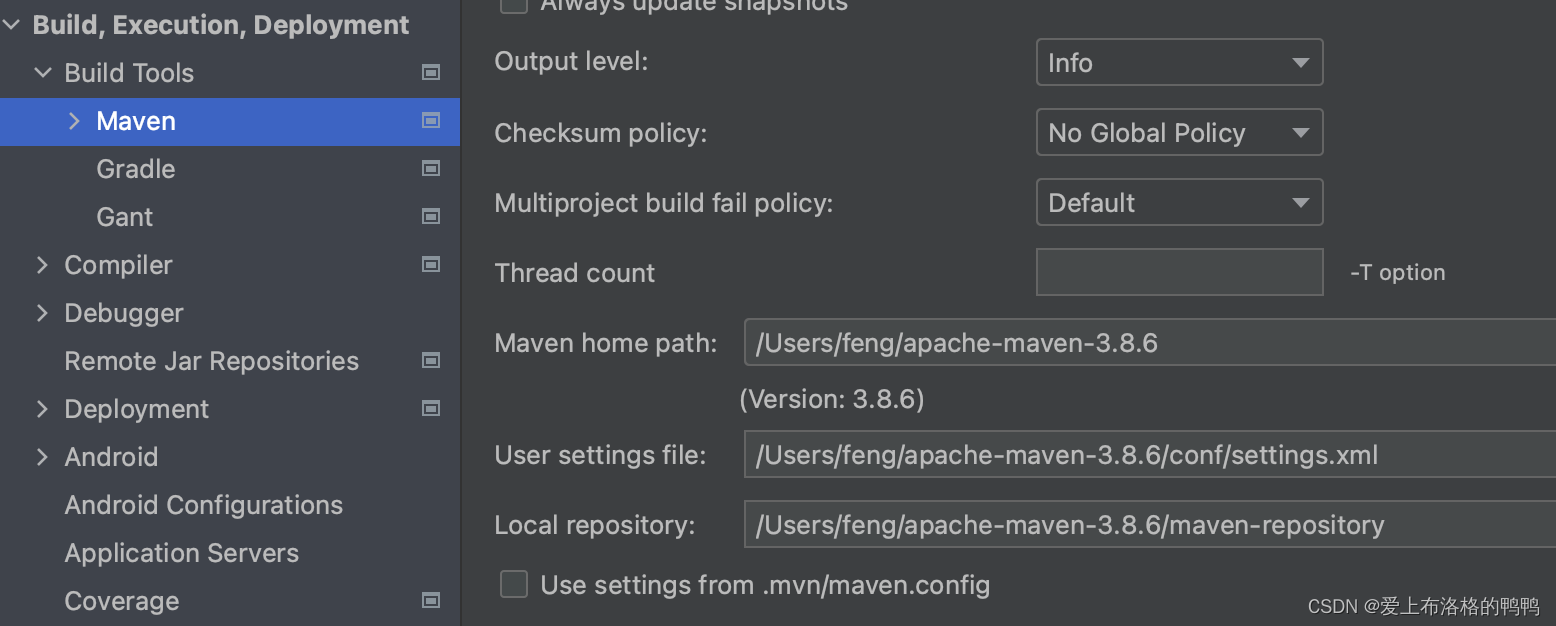 Build, Execution, Deployment
Build Tools
Maven
Gradle
Gant
Compiler
Debugger
Remote Jar Repositories
Deployment
Android
Android Configurations
Application Servers
Coverage
Always update snapshots
Output level: Info
Checksum policy: No Global Policy
Multiproject build fail policy: Default
Thread count -T option
Maven home path: /Users/feng/apache-maven-3.8.6
(Version: 3.8.6)
User settings file: /Users/feng/apache-maven-3.8.6/conf/settings.xml
Local repository: /Users/feng/apache-maven-3.8.6/maven-repository
Use settings from .mvn/maven.config
CSDN @爱上布洛格的鸭鸭